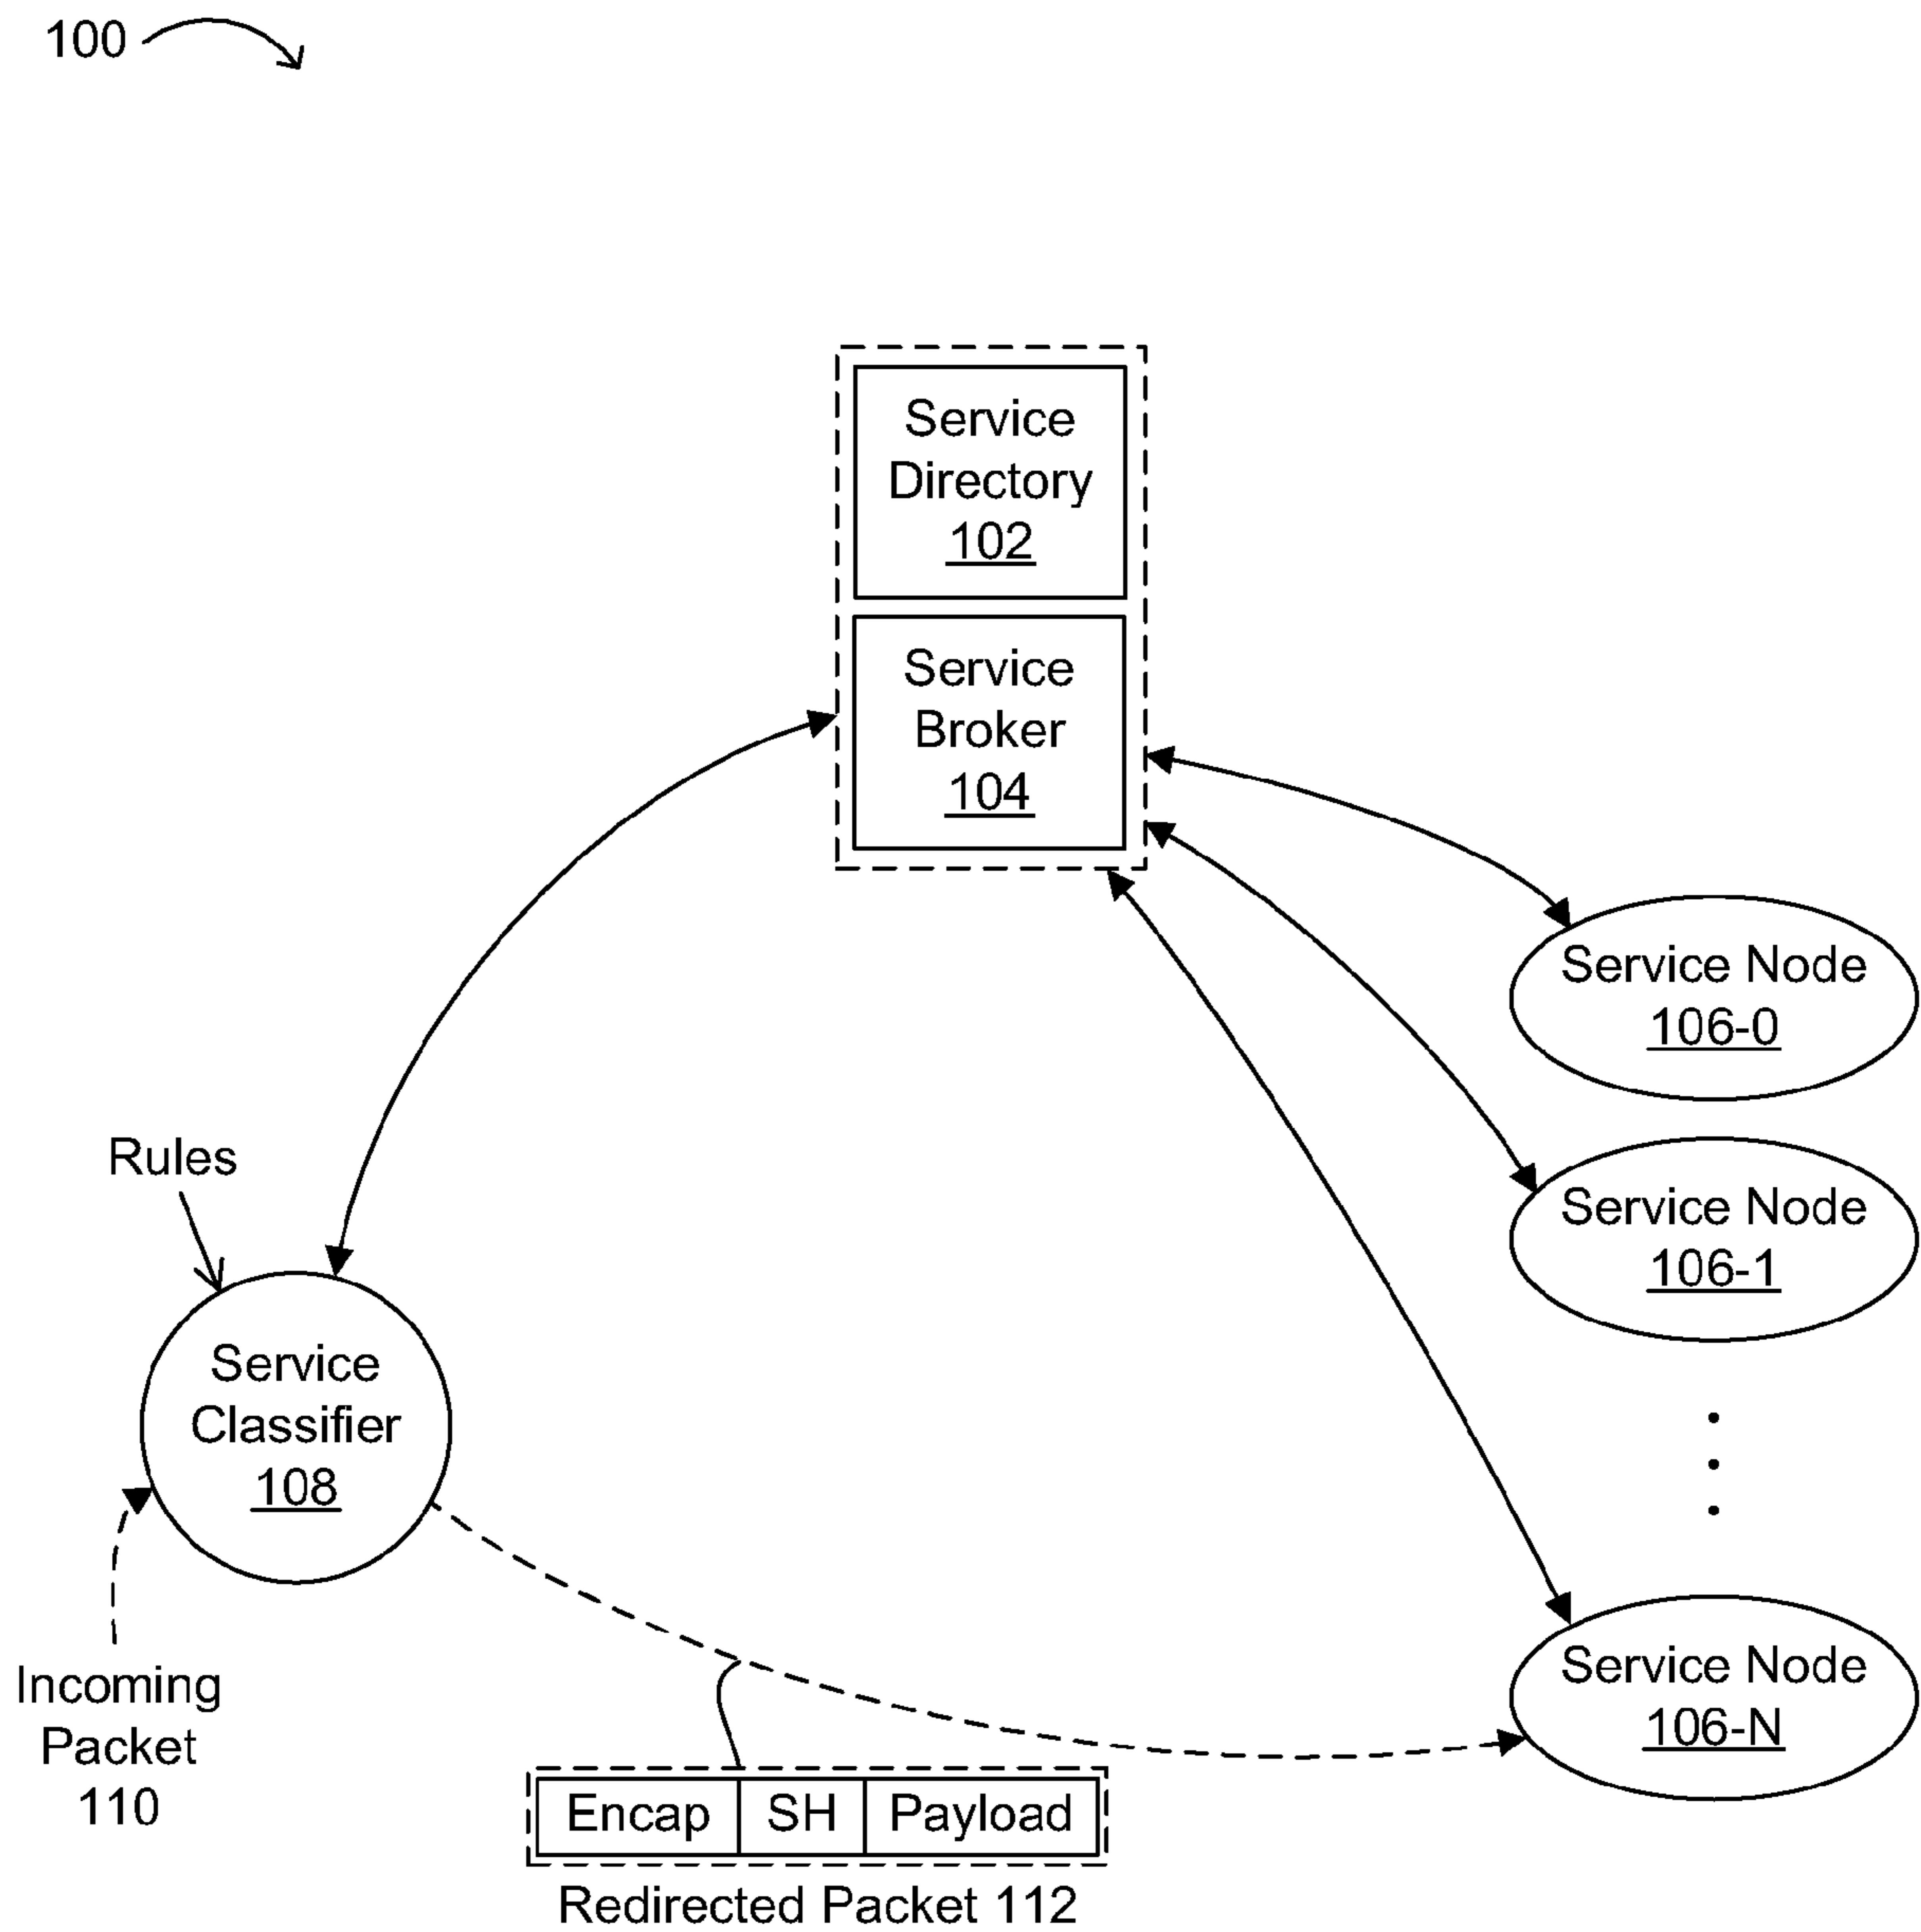 100
Service
Directory
102
Service
Broker
104
Service Node
106-0
Rules
Service Node
106-1
Service
Classifier
108
Incoming
Packet
110
Service Node
106-N
Encap SH Payload
Redirected Packet 112